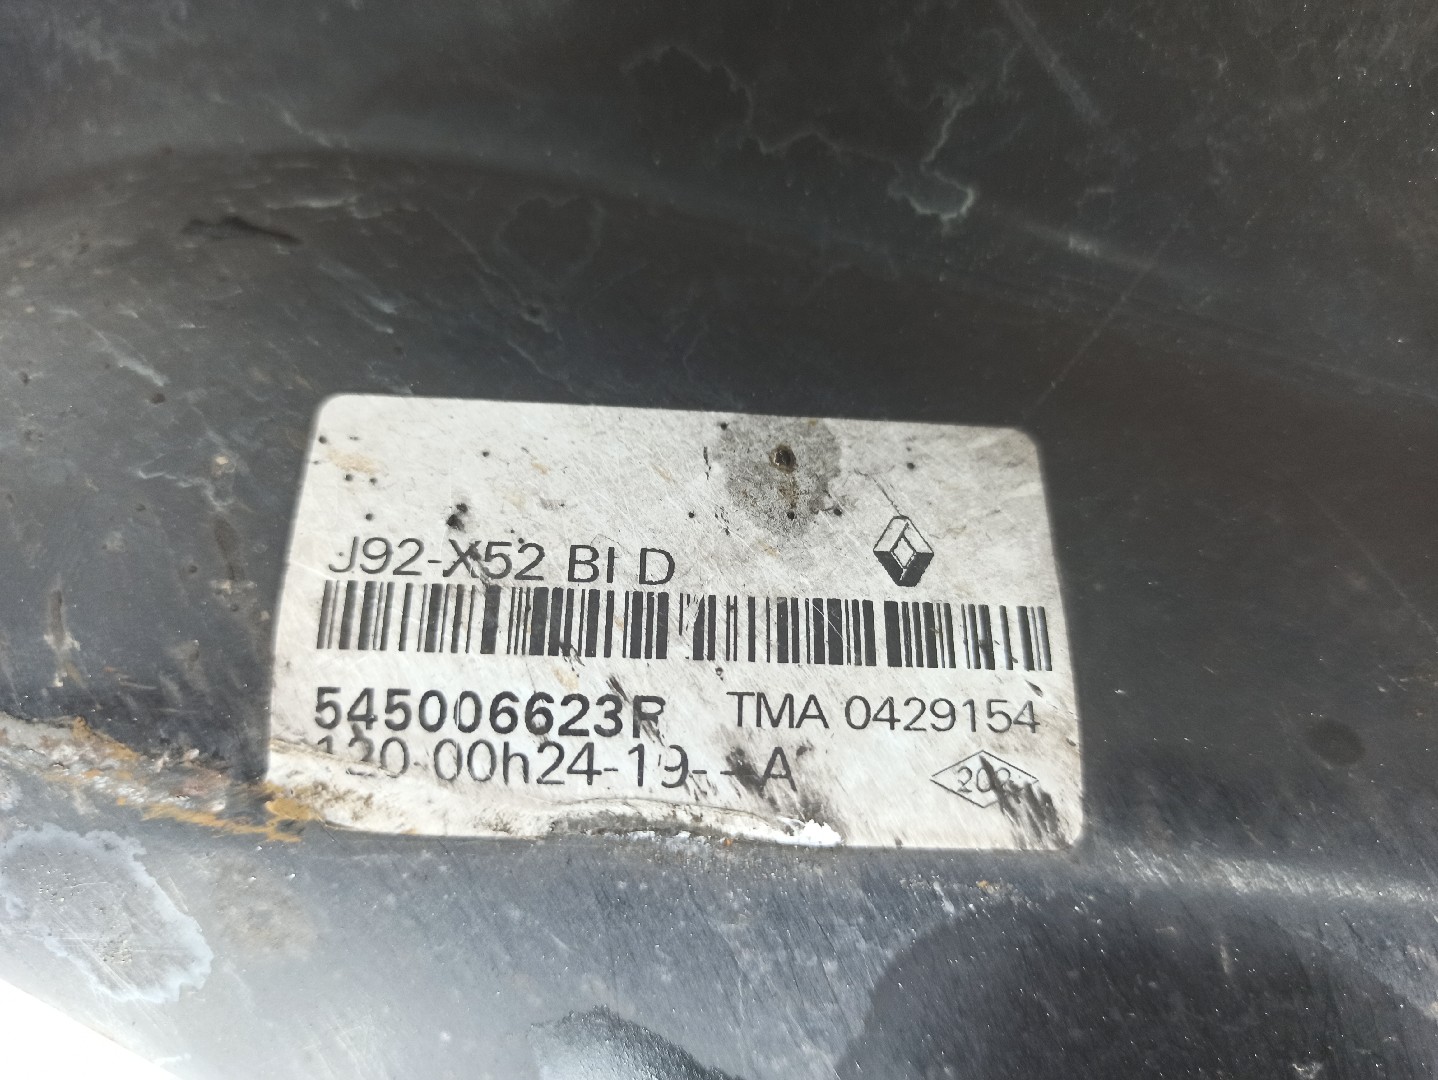 J92-X52 BI D
545006623R TMA 0429154
120-00h24-19-- A